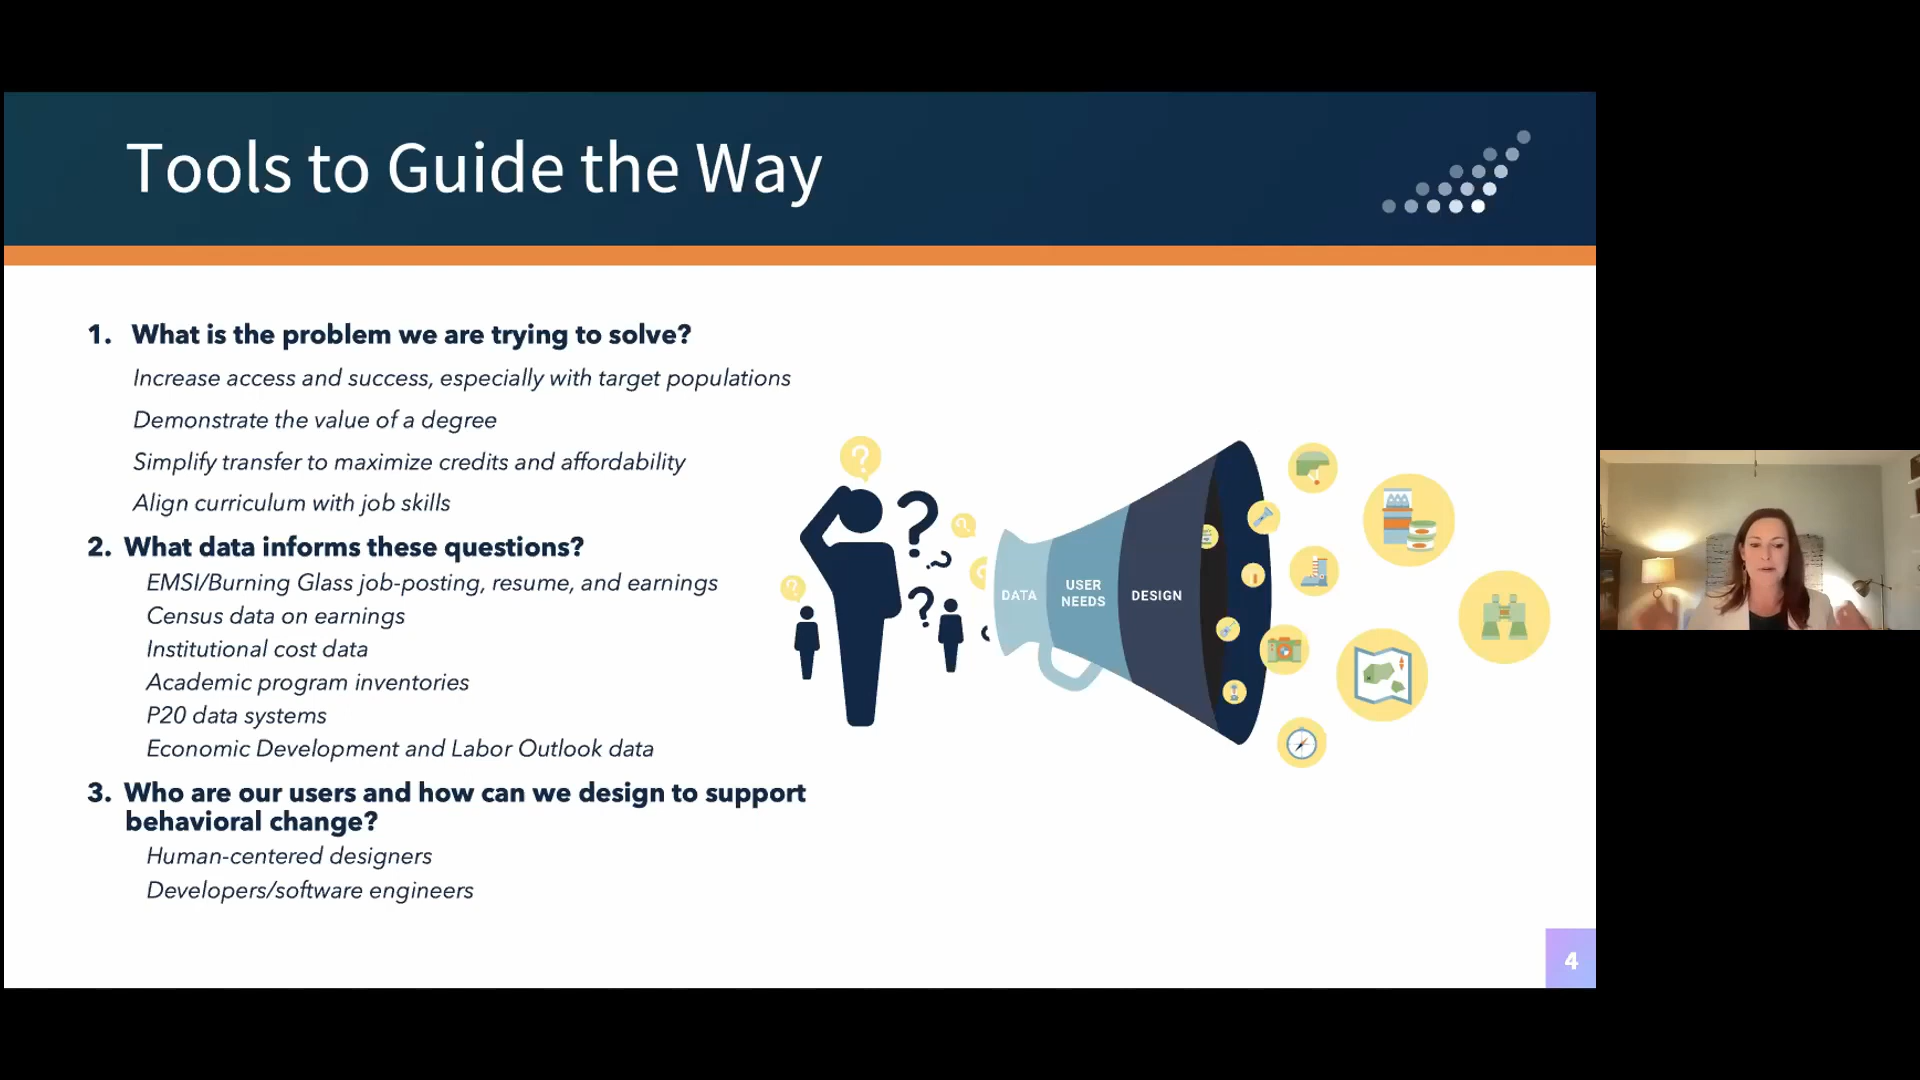 Tools to Guide the Way
1. What is the problem we are trying to solve?
Increase access and success, especially with target populations
Demonstrate the value of a degree
Simplify transfer to maximize credits and affordability
Align curriculum with job skills
2. What data informs these questions?
EMSI/Burning Glass job-posting, resume, and earnings
Census data on earnings
Institutional cost data
Academic program inventories
P20 data systems
Economic Development and Labor Outlook data
3. Who are our users and how can we design to support
behavioral change?
Human-centered designers
Developers/software engineers
?
?
?
?
?
?
DATA
USER
NEEDS
DESIGN
4